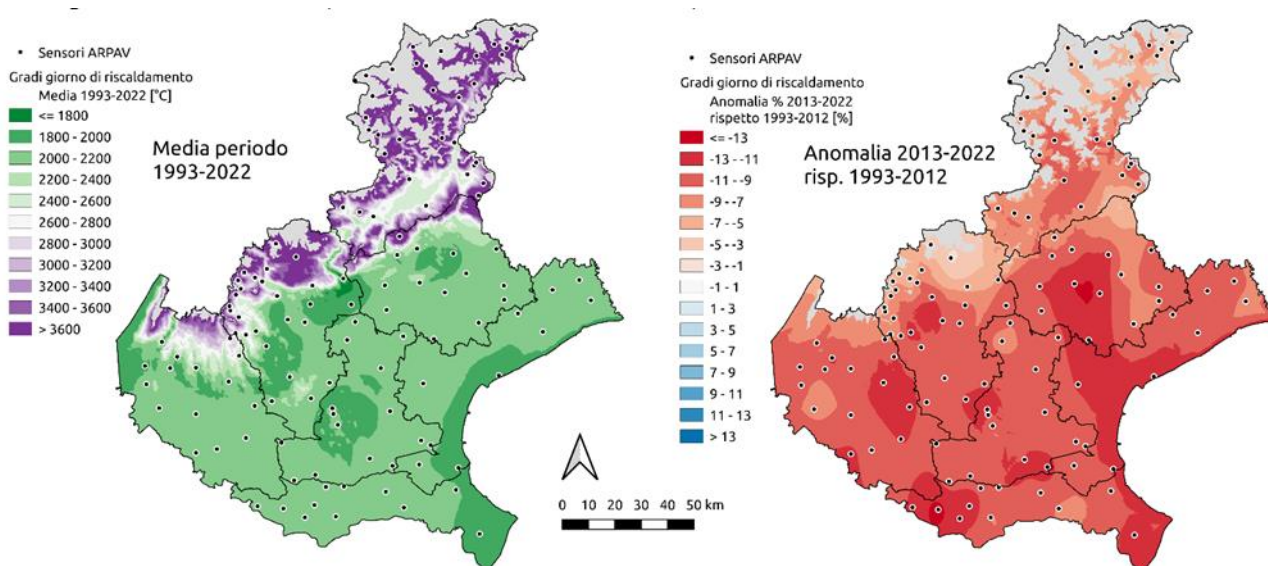 Sensori ARPAV
Gradi giorno di riscaldamento
Media 1993-2022 [°C]
<= 1800
1800 - 2000
2000 - 2200
2200 - 2400
2400 - 2600
2600 - 2800
2800 - 3000
3000 - 3200
3200 - 3400
3400 - 3600
> 3600
Media periodo
1993-2022
0 10 20 30 40 50 km
Sensori ARPAV
Gradi giorno di riscaldamento
Anomalia % 2013-2022
rispetto 1993-2012 [%]
<= -13
-13 - -11
-11 - -9
-9 - -7
-7 - -5
-5 - -3
-3 - -1
-1 - 1
1 - 3
3 - 5
5 - 7
7 - 9
9 - 11
11 - 13
> 13
Anomalia 2013-2022
risp. 1993-2012